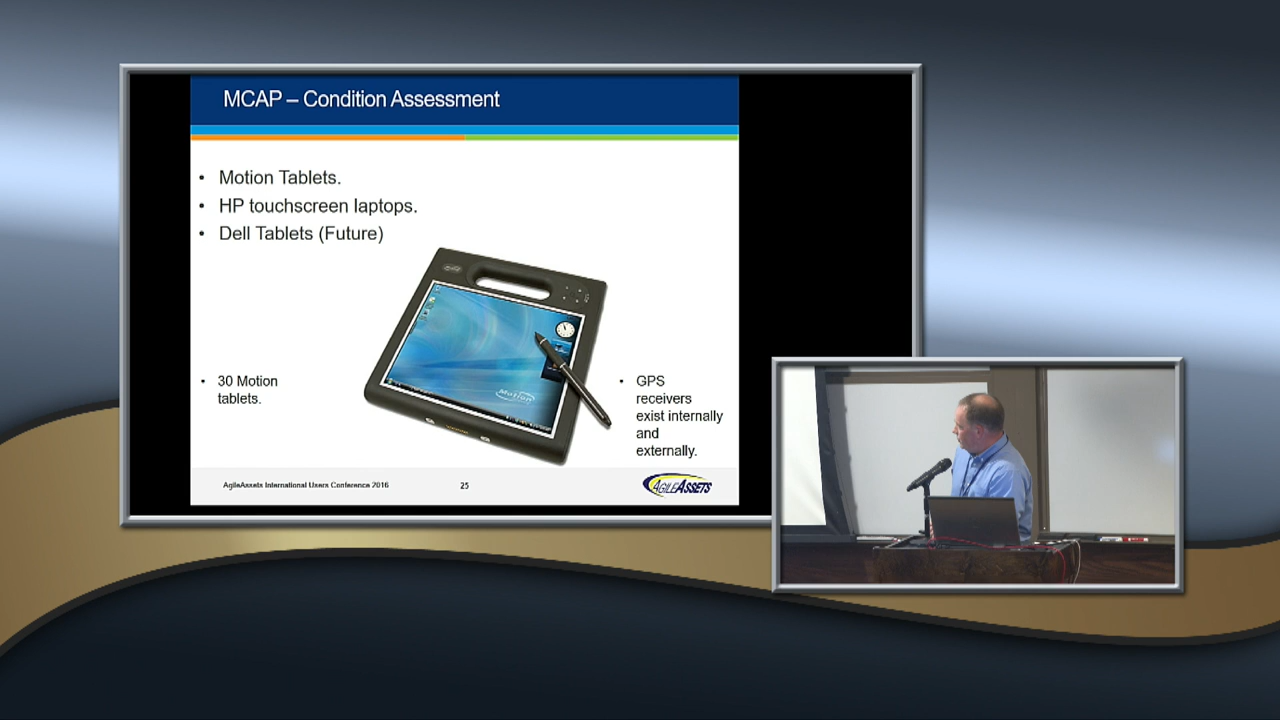 MCAP – Condition Assessment
• Motion Tablets.
• HP touchscreen laptops.
• Dell Tablets (Future)
• 30 Motion
tablets.
• GPS
receivers
exist internally
and
externally.
Motion
AgileAssets International Users Conference 2016
25
AGILEASSETS